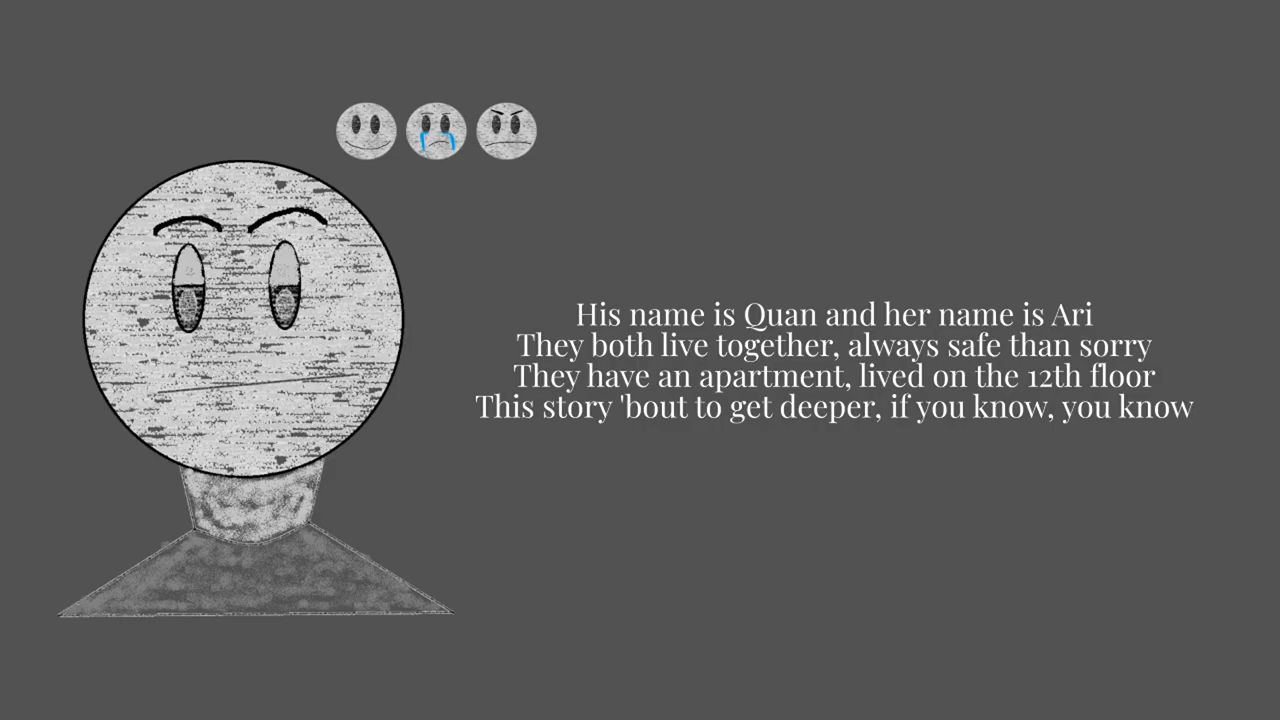 His name is Quan and her name is Ari
They both live together, always safe than sorry
They have an apartment, lived on the 12th floor
This story 'bout to get deeper, if you know, you know